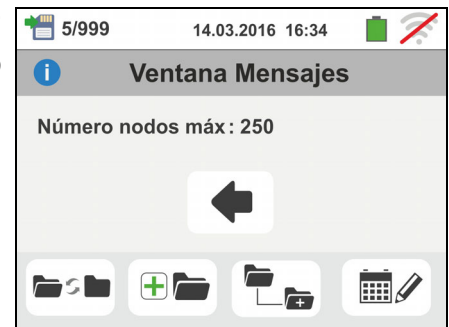 5/999 14.03.2016 16:34
i Ventana Mensajes
Número nodos máx: 250